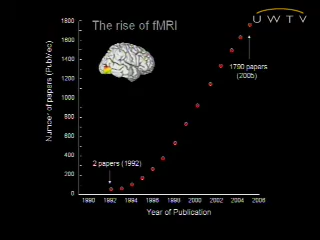 UWTV
The rise of fMRI
Number of papers (PubMed)
1800
1600
1400
1200
1000
800
600
400
200
0
1790 papers
(2005)
2 papers (1992)
1990 1992 1994 1996 1998 2000 2002 2004 2006
Year of Publication